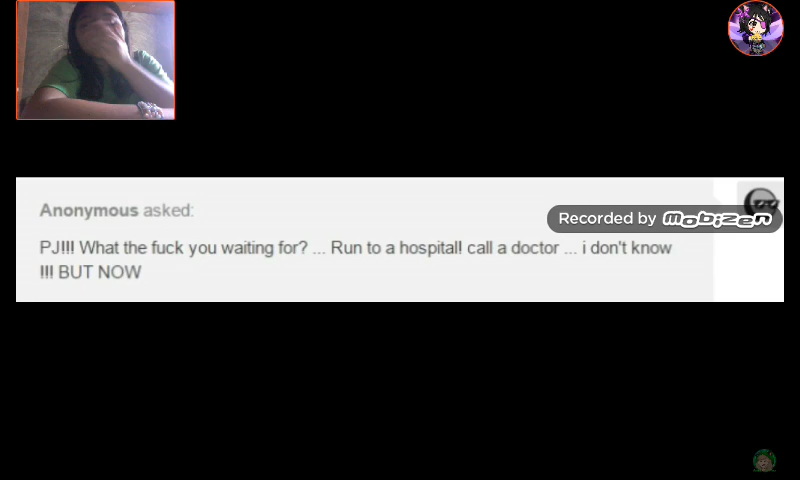 Anonymous asked:
Recorded by mobizen
PJ!!! What the fuck you waiting for? ... Run to a hospital! call a doctor ... i don't know
!!! BUT NOW